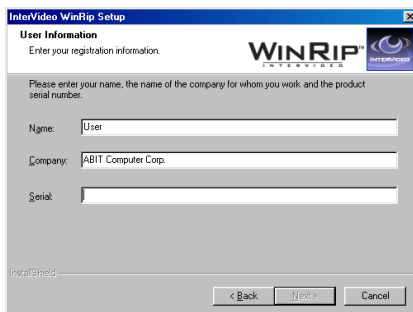 InterVideo WinRip Setup
User Information
Enter your registration information.
WINRIP™
INTERVIDEO
INTERVIDEO
Please enter your name, the name of the company for whom you work and the product
serial number.
Name:
User
Company:
ABIT Computer Corp.
Serial:
InstallShield
< Back
Next >
Cancel